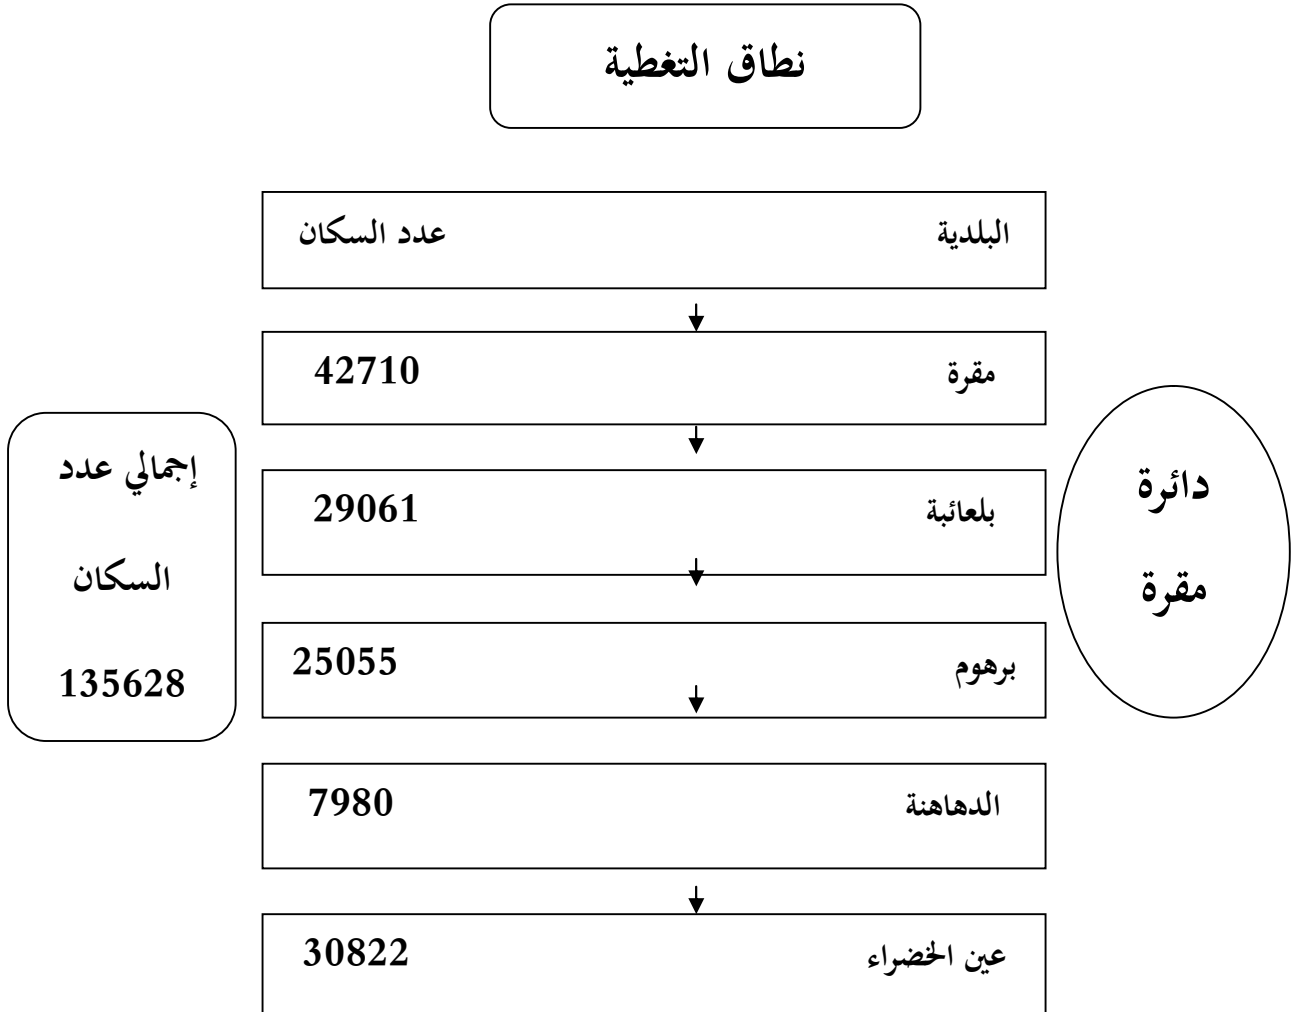 نطاق التغطية
البلدية عدد السكان
مقرة 42710
بلعائبة 29061
برهوم 25055
الدهاهنة 7980
عين الخضراء 30822
دائرة
مقرة
إجمالي عدد
السكان
135628